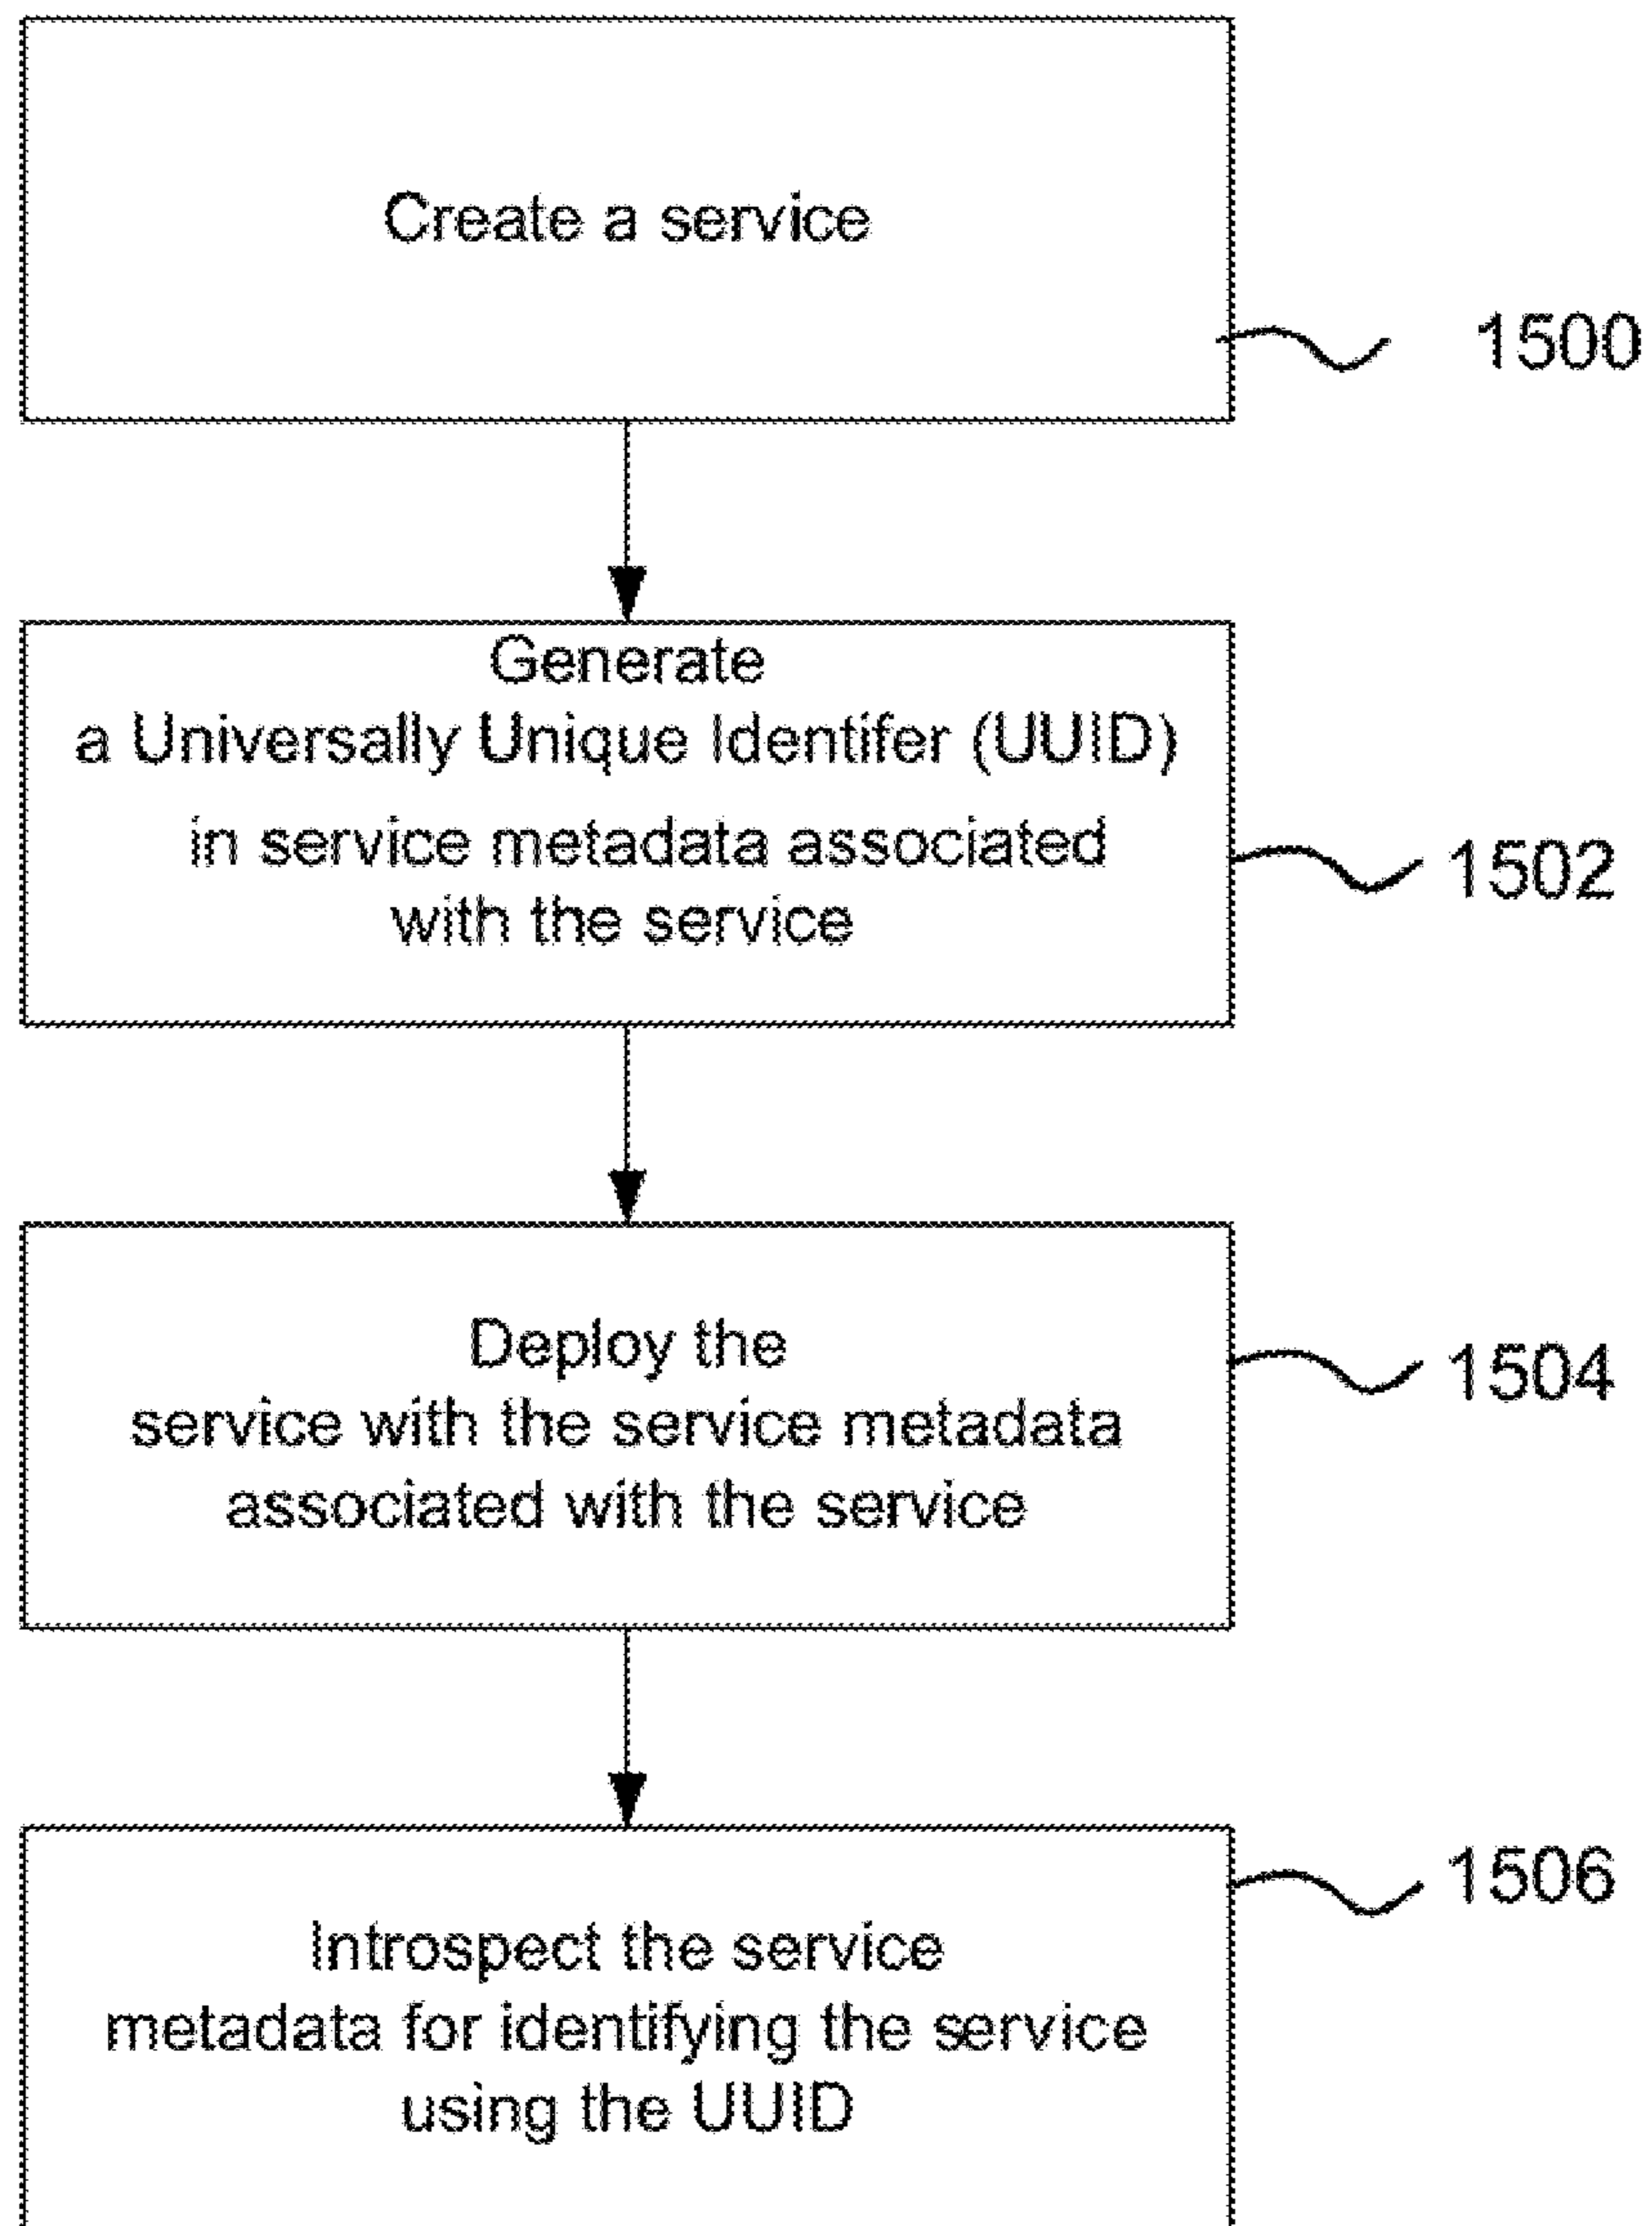 Create a service
1500
Generate
a Universally Unique Identifer (UUID)
in service metadata associated
with the service
1502
Deploy the
service with the service metadata
associated with the service
1504
Introspect the service
metadata for identifying the service
using the UUID
1506